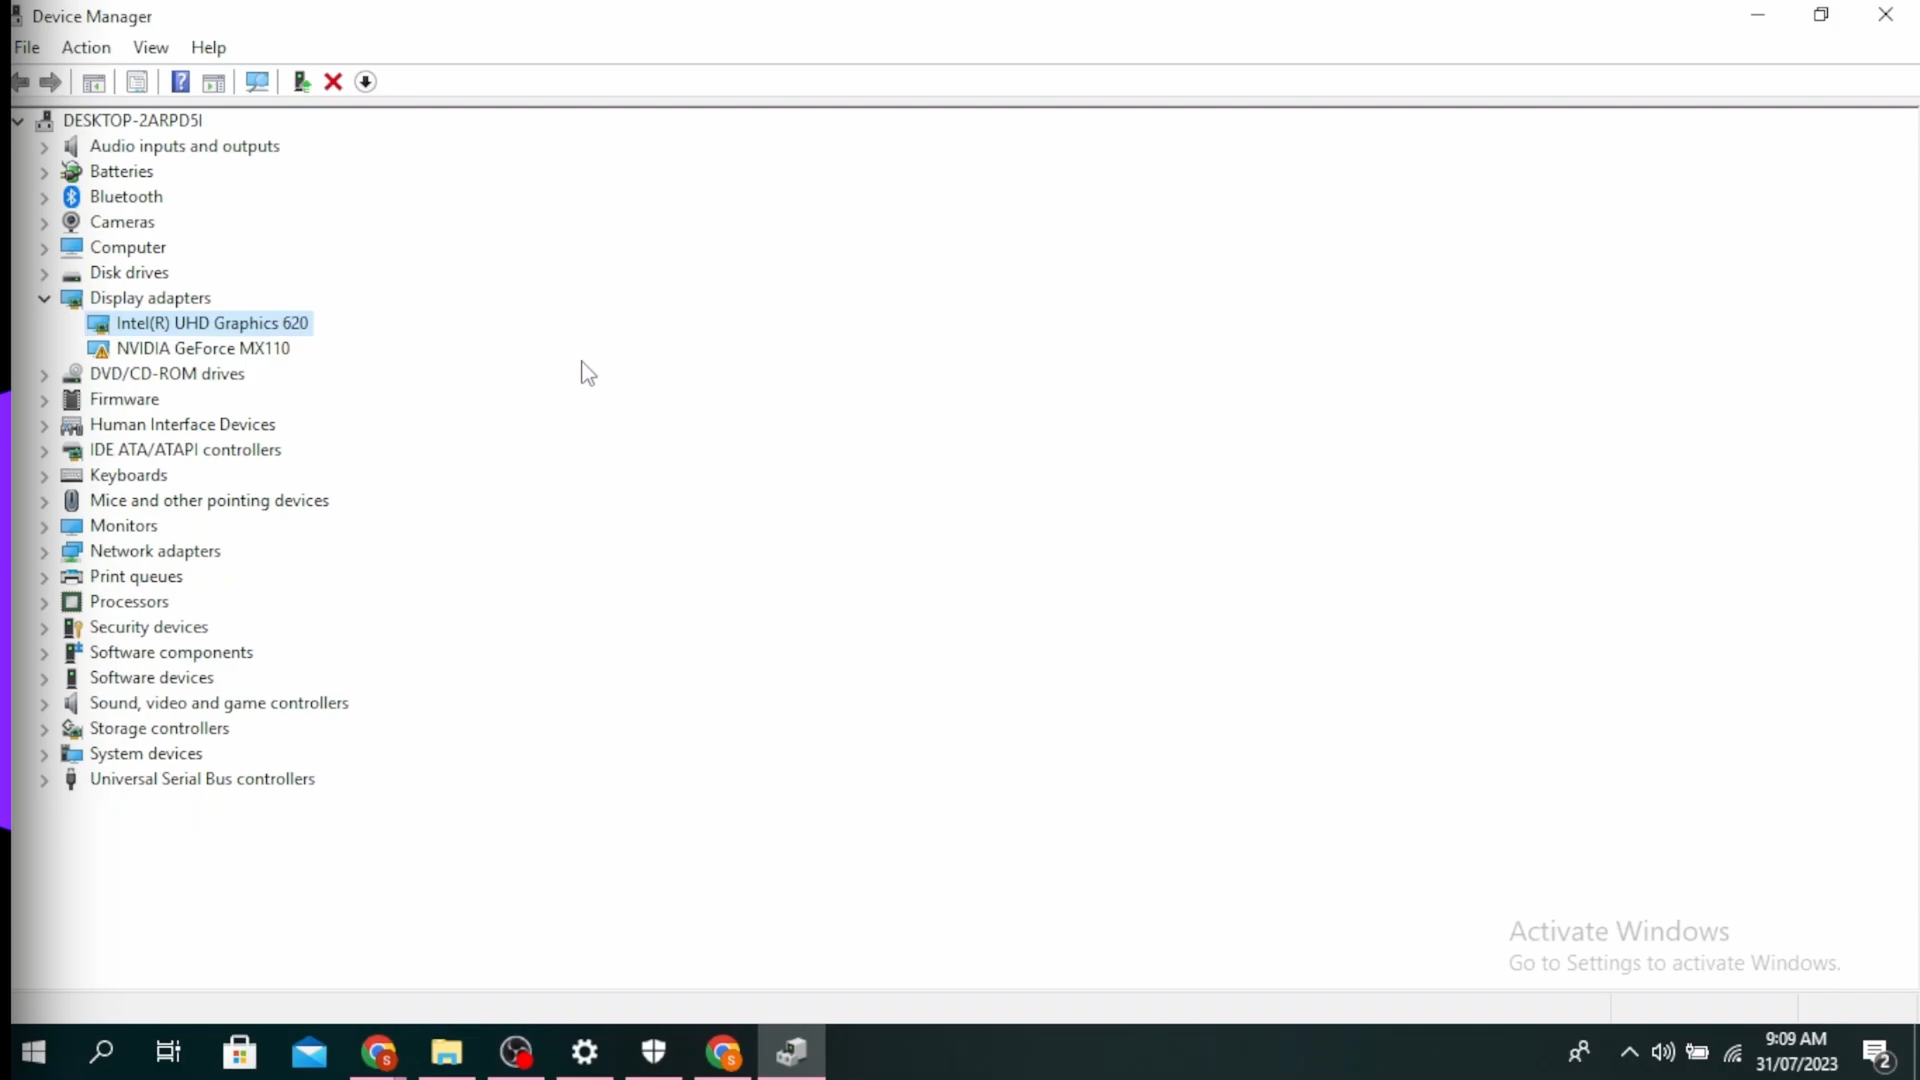 Device Manager
File Action View Help
DESKTOP-2ARPD5I
Audio inputs and outputs
Batteries
Bluetooth
Cameras
Computer
Disk drives
Display adapters
Intel(R) UHD Graphics 620
NVIDIA GeForce MX110
DVD/CD-ROM drives
Firmware
Human Interface Devices
IDE ATA/ATAPI controllers
Keyboards
Mice and other pointing devices
Monitors
Network adapters
Print queues
Processors
Security devices
Software components
Software devices
Sound, video and game controllers
Storage controllers
System devices
Universal Serial Bus controllers
Activate Windows
Go to Settings to activate Windows.
S
S
9:09 AM
31/07/2023
2